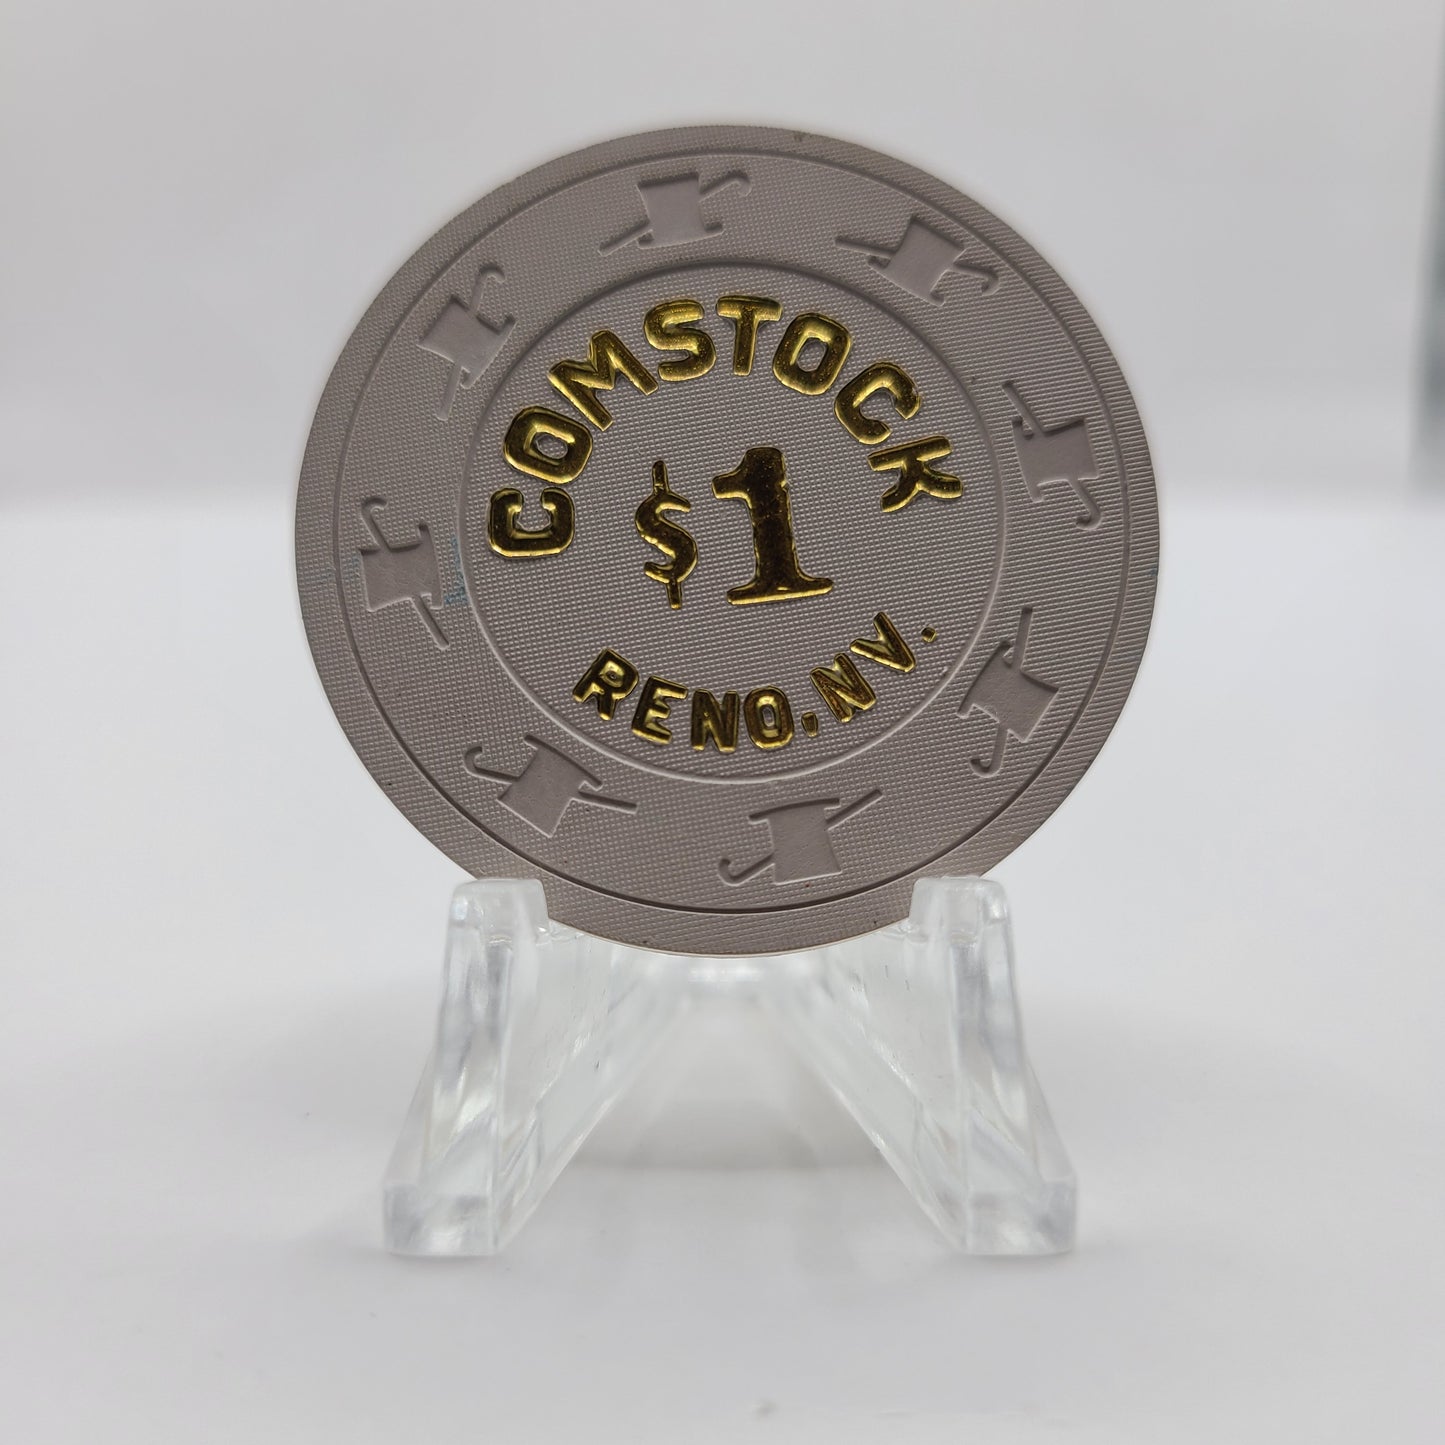 COMSTOCK
$1
RENO, NV.